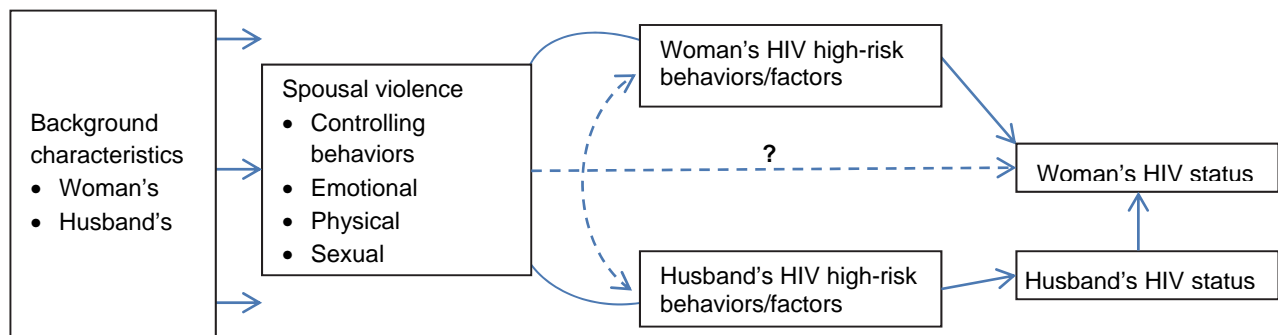 Background
characteristics
• Woman’s
• Husband’s
Spousal violence
• Controlling
behaviors
• Emotional
• Physical
• Sexual
Woman’s HIV high-risk
behaviors/factors
?
Husband’s HIV high-risk
behaviors/factors
Woman’s HIV status
Husband’s HIV status